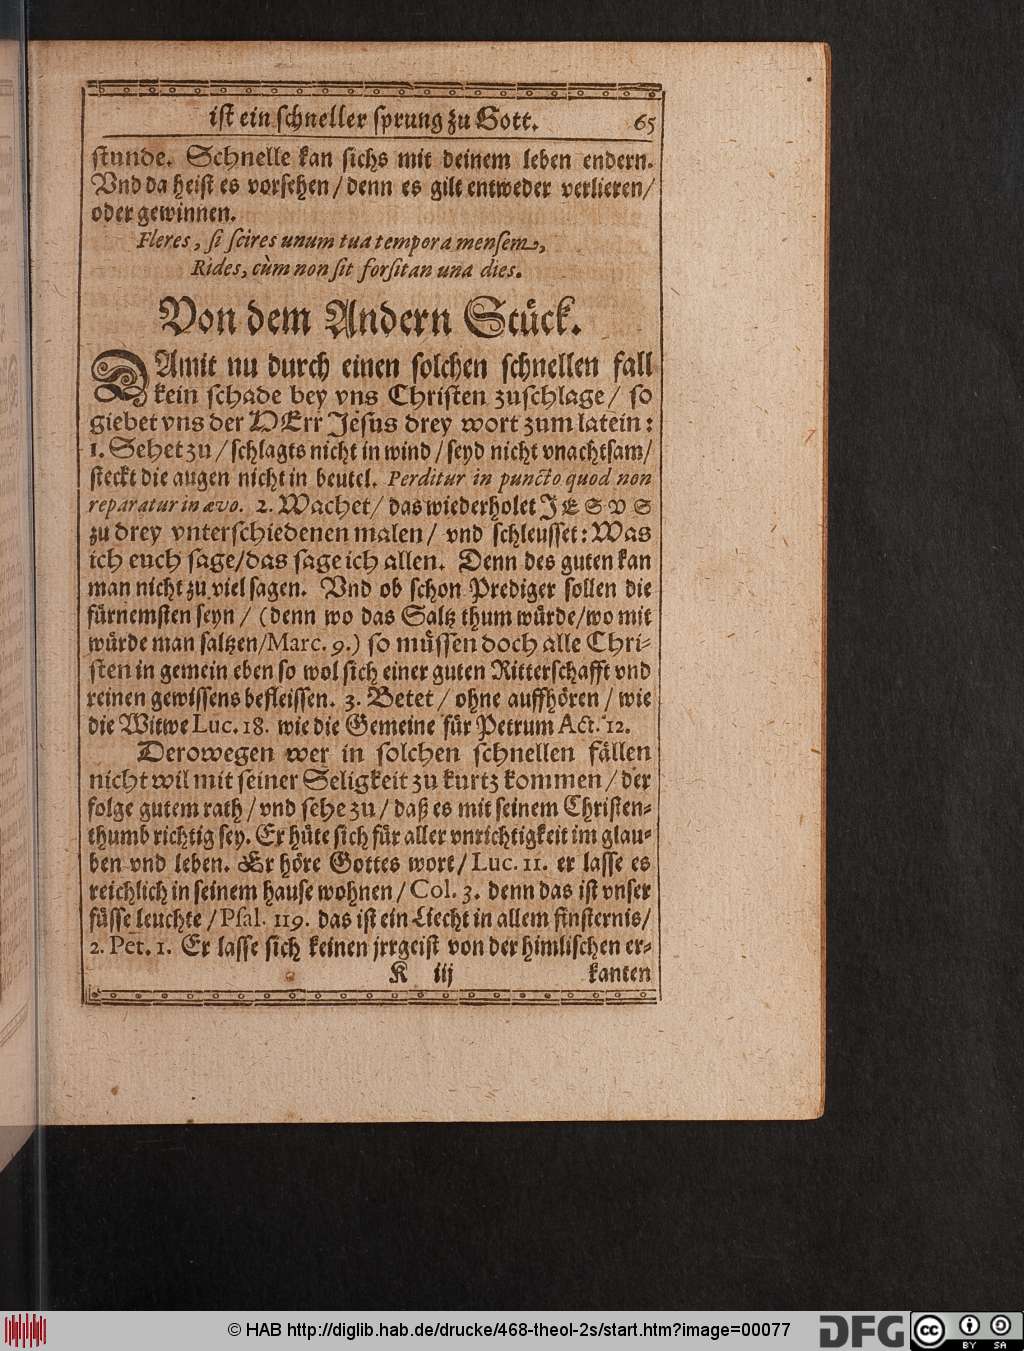 ist ein schneller sprung zu Gott. 65
stunde. Schnelle kan sichs mit deinem leben endern.
Vnd da heist es vorsehen / denn es gilt entweder verlieren /
oder gewinnen.
Fleres, si scires unum tua tempora mensem,
Rides, cùm non sit forsitan una dies.
Von dem Andern Stück.
DAmit nu durch einen solchen schnellen fall
kein schade bey vns Christen zuschlage / so
giebet vns der HErr Jesus drey wort zum latein:
1. Sehet zu / schlagts nicht in wind / seyd nicht vnachtsam /
steckt die augen nicht in beutel. Perditur in puncto quod non
reparatur in ævo. 2. Wachet / das wiederholet JESVS
zu drey vnterschiedenen malen / vnd schleusset: Was
ich euch sage / das sage ich allen. Denn des guten kan
man nicht zu viel sagen. Vnd ob schon Prediger sollen die
fürnemsten seyn / (denn wo das Saltz thum würde / wo mit
würde man saltzen / Marc. 9.) so müssen doch alle Chri-
sten in gemein eben so wol sich einer guten Ritterschafft vnd
reinen gewissens befleissen. 3. Betet / ohne auffhören / wie
die Witwe Luc. 18. wie die Gemeine für Petrum Act. 12.
Derowegen wer in solchen schnellen fällen
nicht wil mit seiner Seligkeit zu kurtz kommen / der
folge gutem rath / vnd sehe zu / daß es mit seinem Christen-
thumb richtig sey. Er hüte sich für aller vnrichtigkeit im glau-
ben vnd leben. Er höre Gottes wort / Luc. 11. er lasse es
reichlich in seinem hause wohnen / Col. 3. denn das ist vnser
füsse leuchte / Psal. 119. das ist ein Liecht in allem finsternis /
2. Pet. 1. Er lasse sich keinen jrrgeist von der himlischen er-
K iij kanten
© HAB http://diglib.hab.de/drucke/468-theol-2s/start.htm?image=00077
DFG
cc BY SA